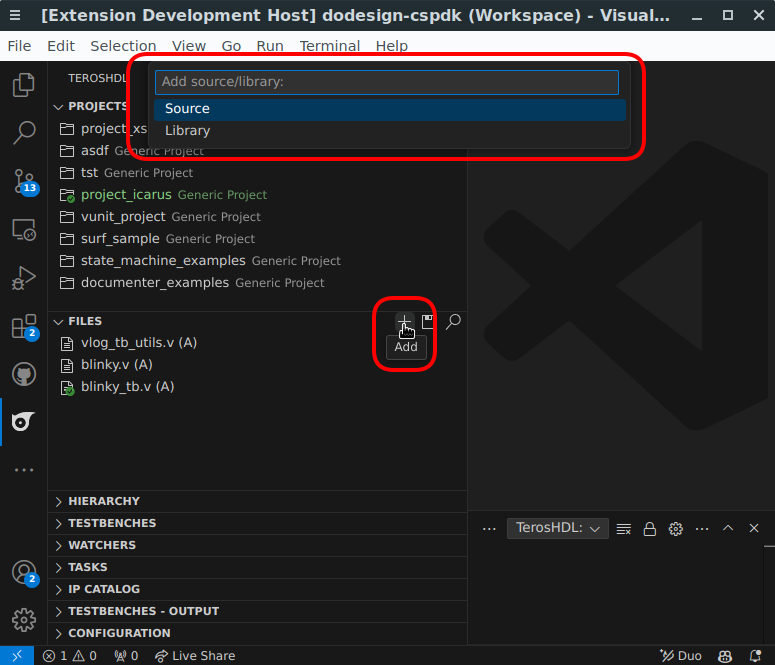 [Extension Development Host] dodesign-cspdk (Workspace) - Visual...
File Edit Selection View Go Run Terminal Help
TEROSHDL
Add source/library:
Source
Library
PROJECTS
project_xs
asdf Generic Project
tst Generic Project
project_icarus Generic Project
vunit_project Generic Project
surf_sample Generic Project
state_machine_examples Generic Project
documenter_examples Generic Project
FILES
Add
vlog_tb_utils.v (A)
blinky.v (A)
blinky_tb.v (A)
13
2
2
HIERARCHY
TESTBENCHES
WATCHERS
TASKS
IP CATALOG
TESTBENCHES - OUTPUT
CONFIGURATION
TerosHDL:
1 0 0 Live Share Duo